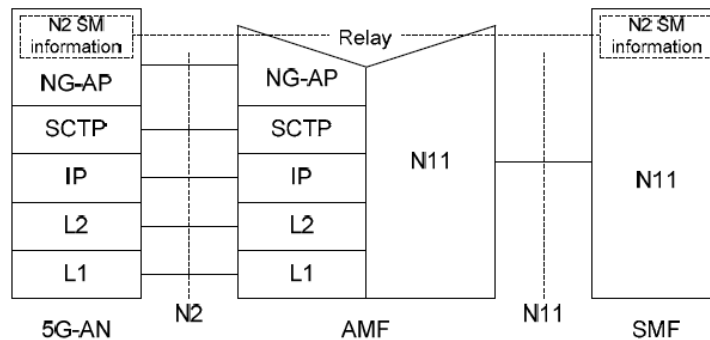 N2 SM
information
NG-AP
SCTP
IP
L2
L1
5G-AN
N2
Relay
NG-AP
SCTP
IP
L2
L1
N11
AMF
N11
N2 SM
information
N11
SMF